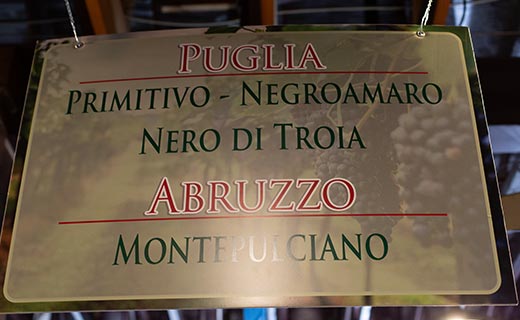 PUGLIA
PRIMITIVO - NEGROAMARO
NERO DI TROIA
ABRUZZO
MONTEPULCIANO